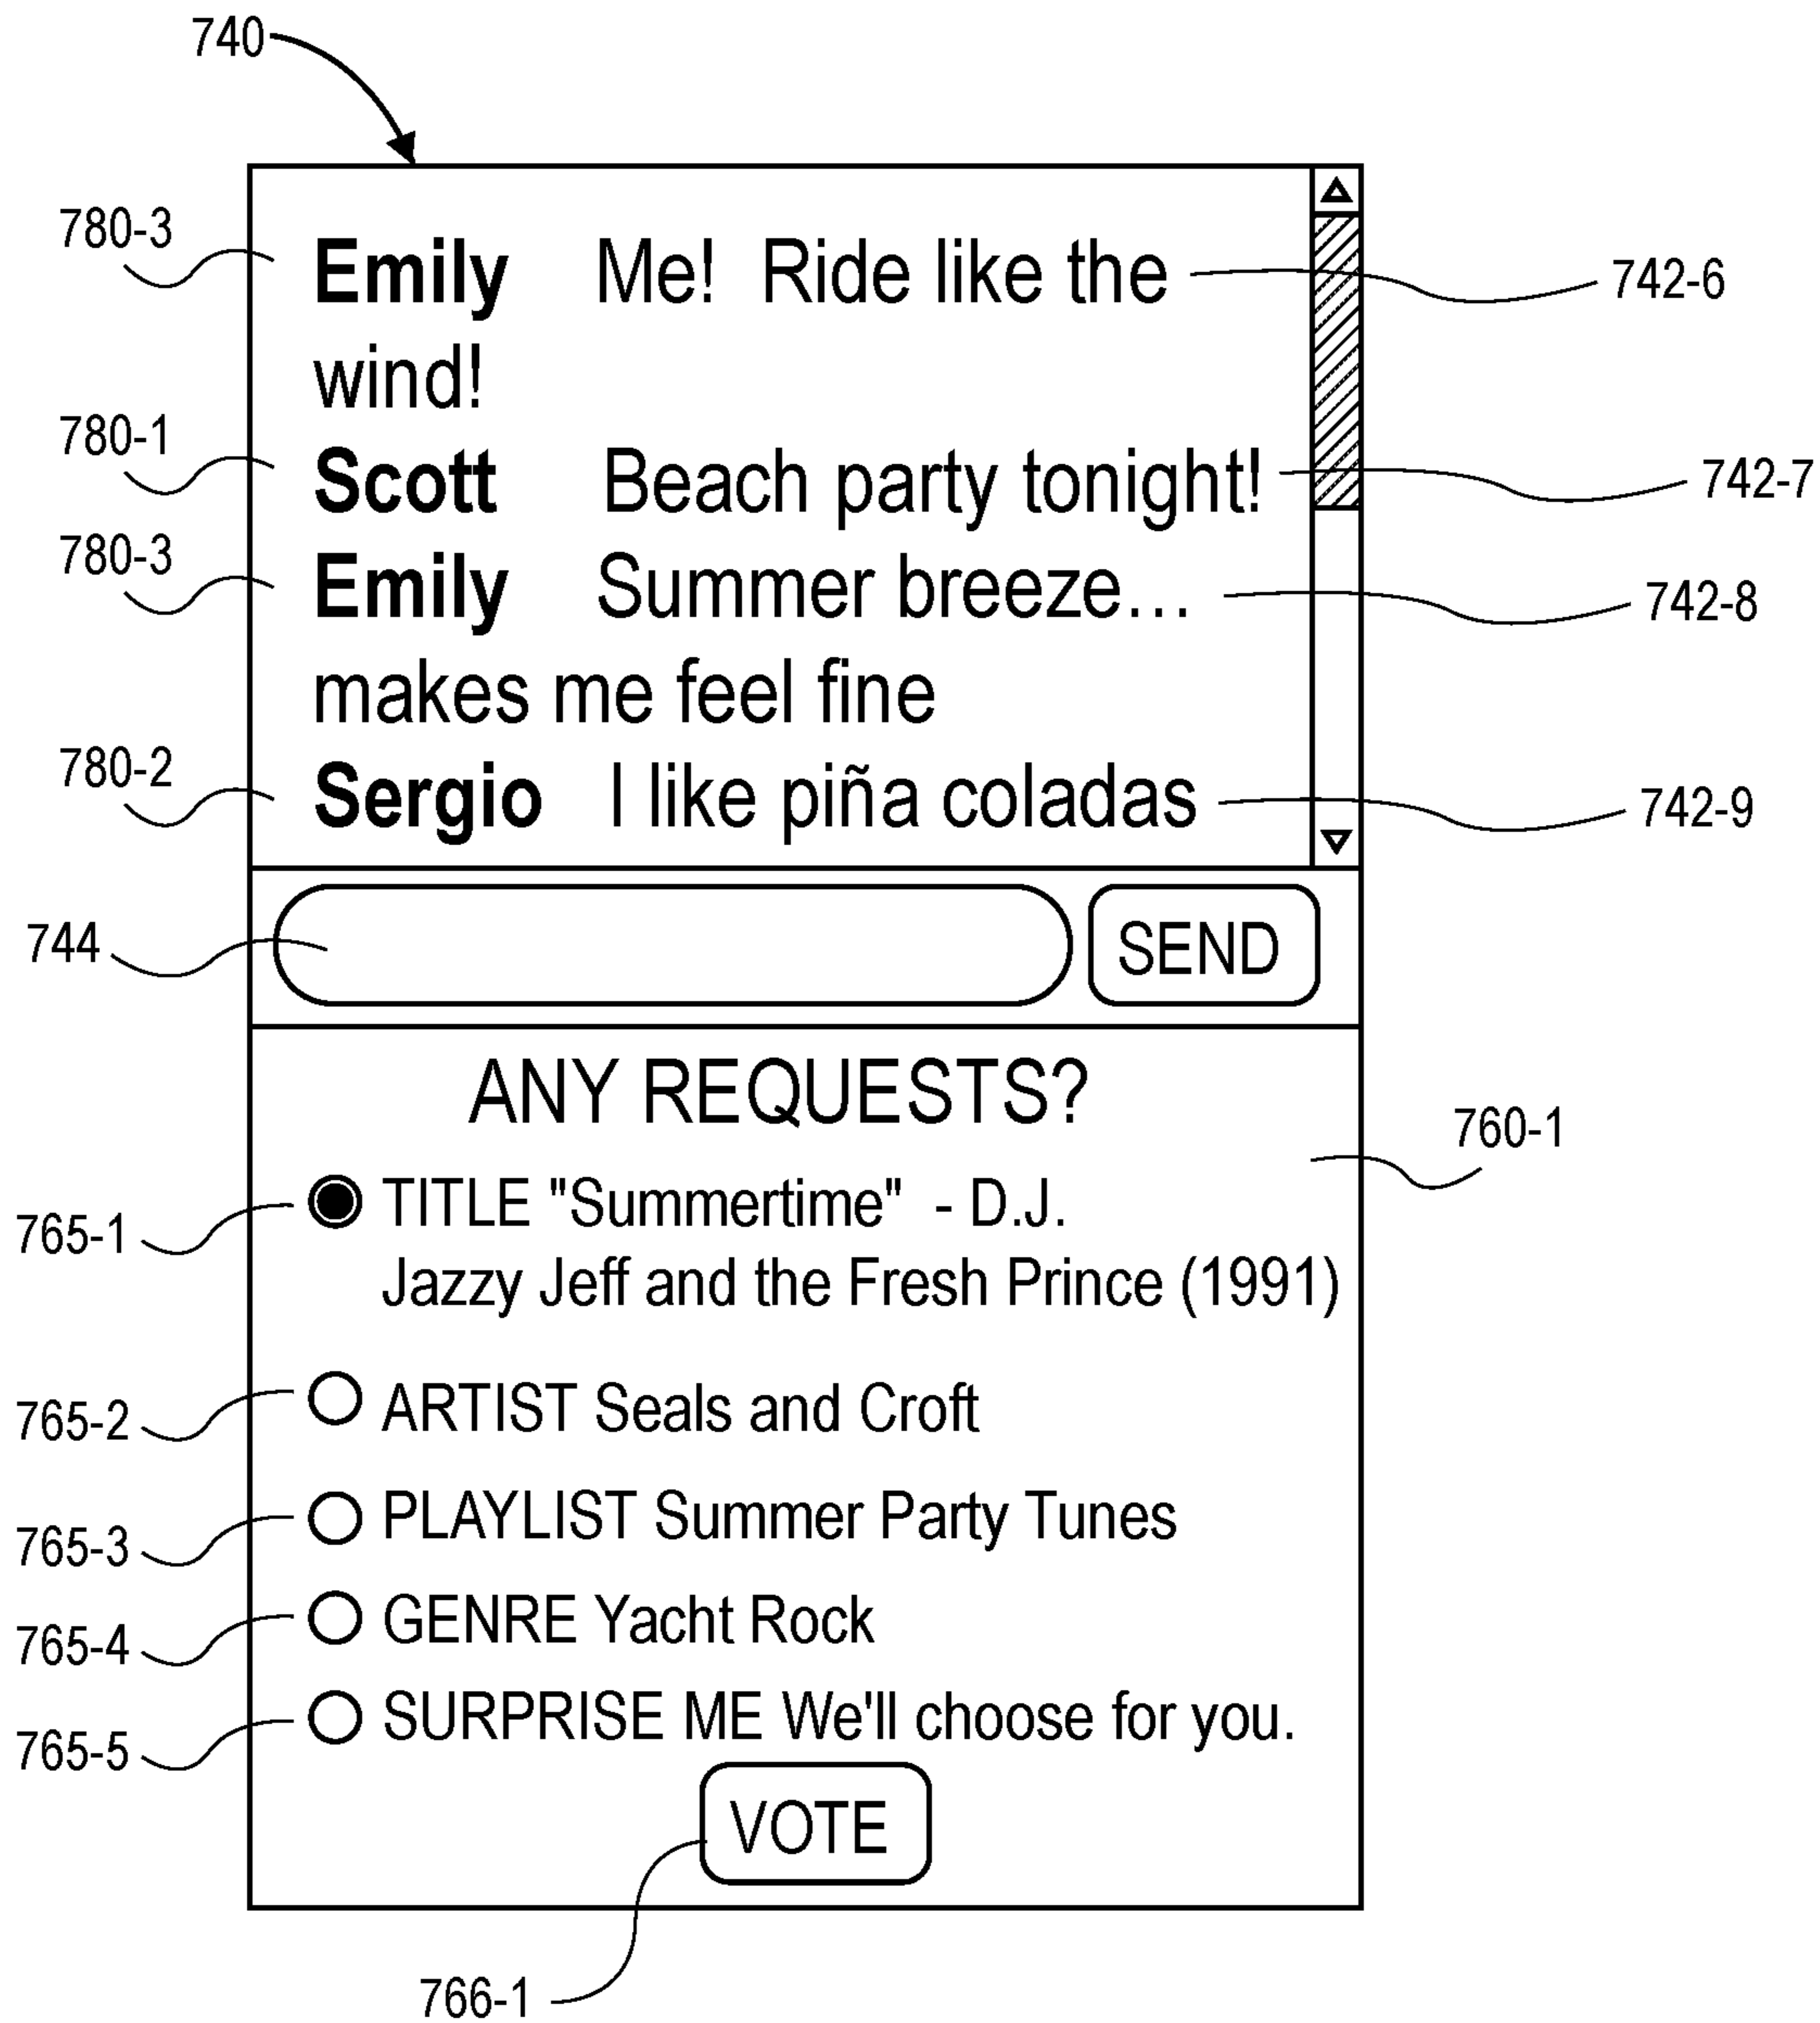 740
780-3
Emily Me! Ride like the
742-6
wind!
780-1
Scott Beach party tonight!
742-7
780-3
Emily Summer breeze...
742-8
makes me feel fine
780-2
Sergio I like piña coladas
742-9
744
SEND
ANY REQUESTS?
760-1
765-1
TITLE "Summertime" - D.J.
Jazzy Jeff and the Fresh Prince (1991)
765-2
ARTIST Seals and Croft
765-3
PLAYLIST Summer Party Tunes
765-4
GENRE Yacht Rock
765-5
SURPRISE ME We'll choose for you.
VOTE
766-1